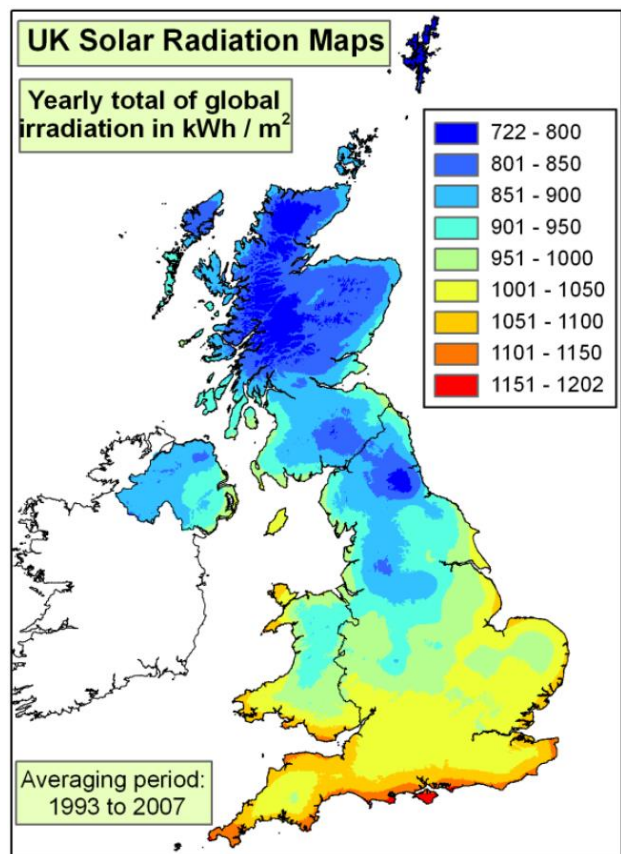 UK Solar Radiation Maps
Yearly total of global
irradiation in kWh / m²
722 - 800
801 - 850
851 - 900
901 - 950
951 - 1000
1001 - 1050
1051 - 1100
1101 - 1150
1151 - 1202
Averaging period:
1993 to 2007